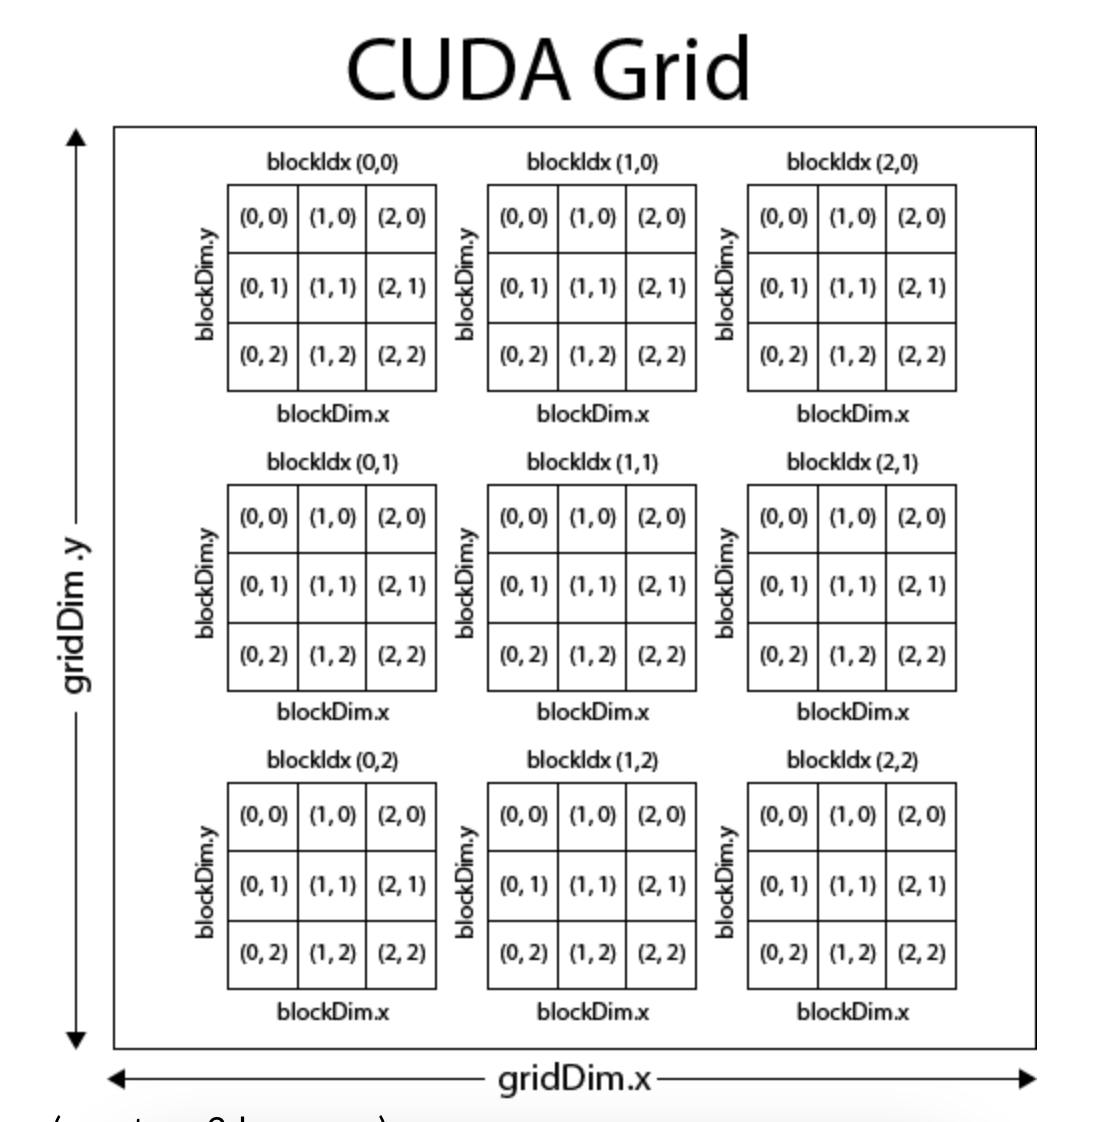 CUDA Grid
blockIdx (0,0) blockIdx (1,0) blockIdx (2,0)
blockDim.y (0, 0) (1, 0) (2, 0) blockDim.y (0, 0) (1, 0) (2, 0) blockDim.y (0, 0) (1, 0) (2, 0)
(0, 1) (1, 1) (2, 1) (0, 1) (1, 1) (2, 1) (0, 1) (1, 1) (2, 1)
(0, 2) (1, 2) (2, 2) (0, 2) (1, 2) (2, 2) (0, 2) (1, 2) (2, 2)
blockDim.x blockDim.x blockDim.x
gridDim .y
blockIdx (0,1) blockIdx (1,1) blockIdx (2,1)
blockDim.y (0, 0) (1, 0) (2, 0) blockDim.y (0, 0) (1, 0) (2, 0) blockDim.y (0, 0) (1, 0) (2, 0)
(0, 1) (1, 1) (2, 1) (0, 1) (1, 1) (2, 1) (0, 1) (1, 1) (2, 1)
(0, 2) (1, 2) (2, 2) (0, 2) (1, 2) (2, 2) (0, 2) (1, 2) (2, 2)
blockDim.x blockDim.x blockDim.x
blockIdx (0,2) blockIdx (1,2) blockIdx (2,2)
blockDim.y (0, 0) (1, 0) (2, 0) blockDim.y (0, 0) (1, 0) (2, 0) blockDim.y (0, 0) (1, 0) (2, 0)
(0, 1) (1, 1) (2, 1) (0, 1) (1, 1) (2, 1) (0, 1) (1, 1) (2, 1)
(0, 2) (1, 2) (2, 2) (0, 2) (1, 2) (2, 2) (0, 2) (1, 2) (2, 2)
blockDim.x blockDim.x blockDim.x
gridDim.x